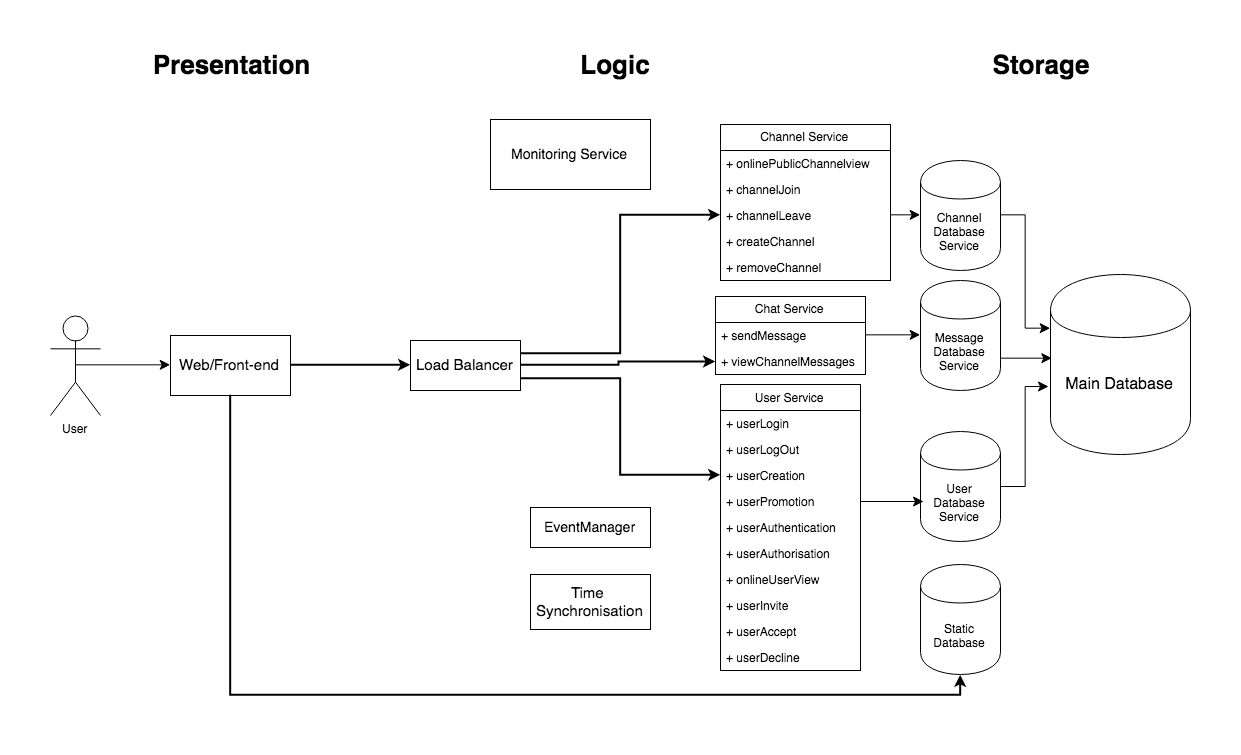 Presentation
Logic
Storage
Monitoring Service
Channel Service
+ onlinePublicChannelview
+ channelJoin
+ channelLeave
+ createChannel
+ removeChannel
Channel
Database
Service
Chat Service
+ sendMessage
+ viewChannelMessages
Message
Database
Service
Main Database
User
Web/Front-end
Load Balancer
User Service
+ userLogin
+ userLogOut
+ userCreation
+ userPromotion
+ userAuthentication
+ userAuthorisation
+ onlineUserView
+ userInvite
+ userAccept
+ userDecline
User
Database
Service
EventManager
Time
Synchronisation
Static
Database